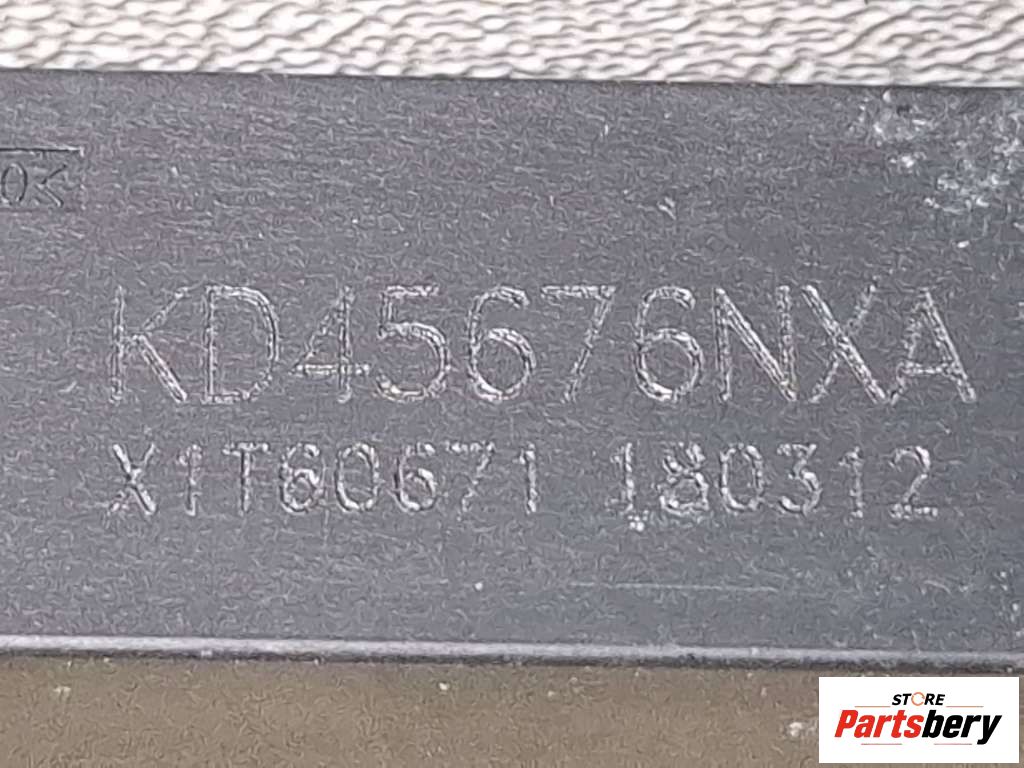 03
KD45676NXA
X1T60671 180312
STORE
Partsbery